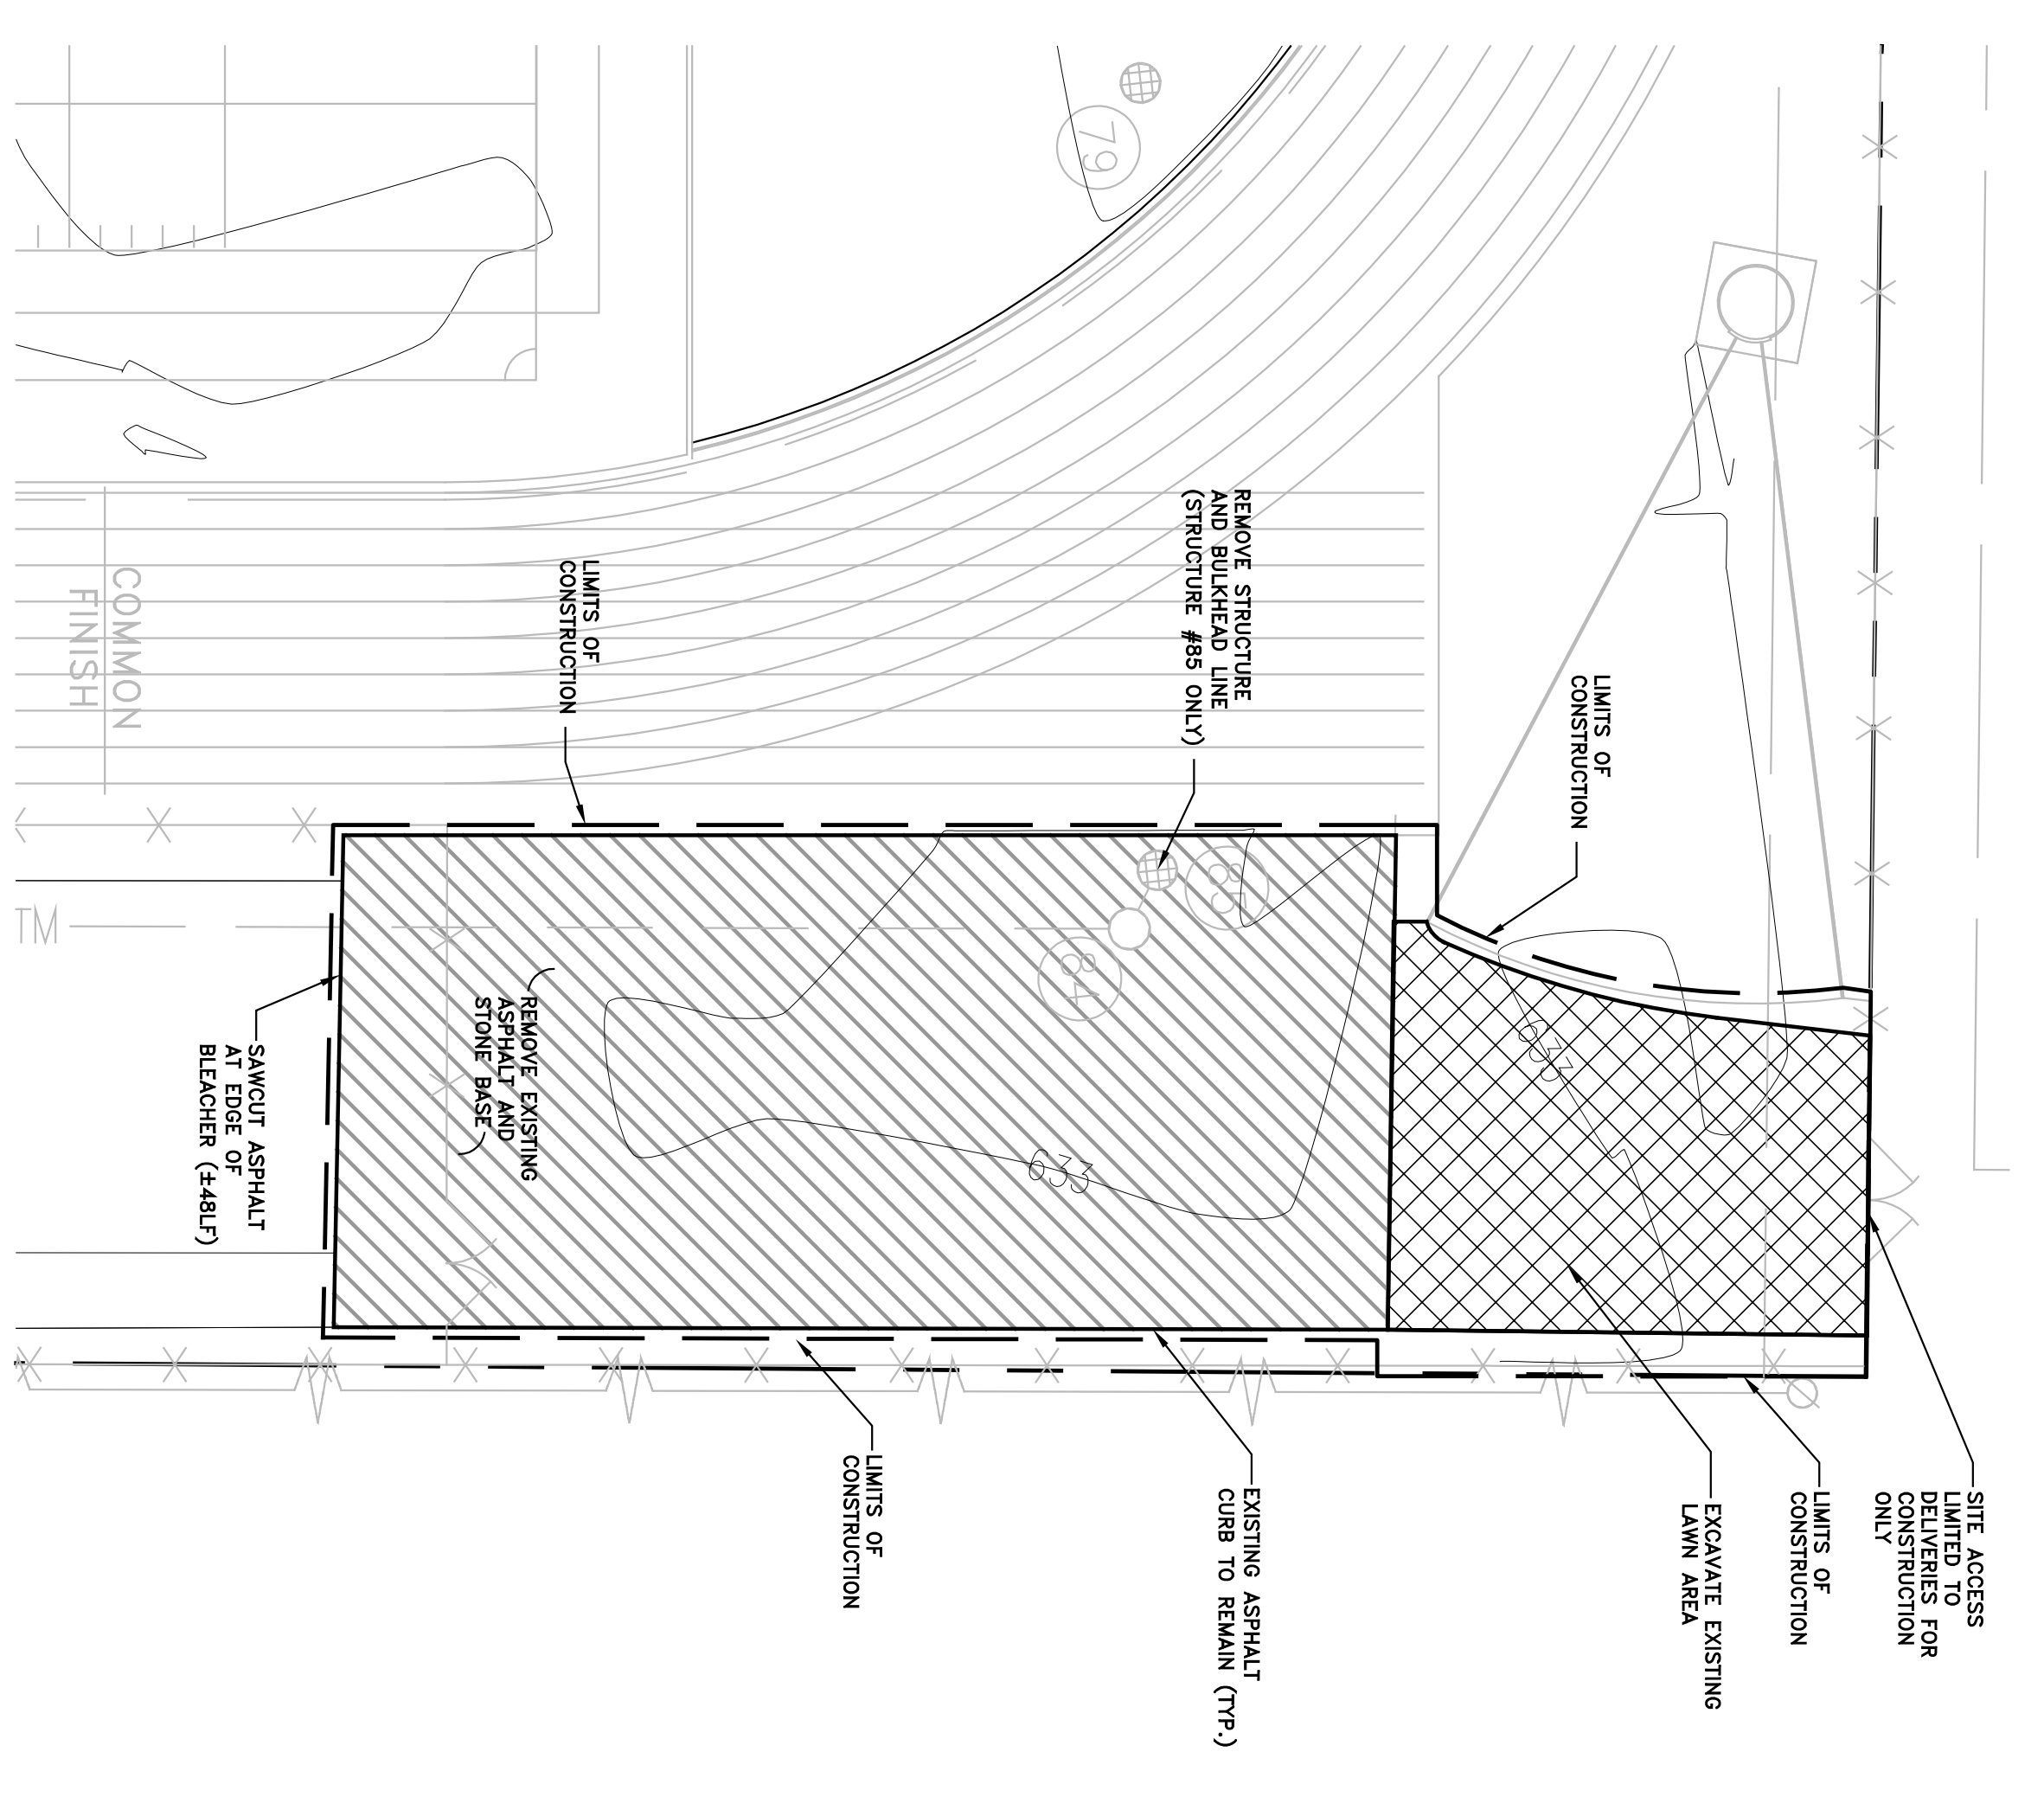 79
COMMON
FINISH
REMOVE STRUCTURE
AND BULKHEAD LINE
(STRUCTURE #85 ONLY)
LIMITS OF
CONSTRUCTION
LIMITS OF
CONSTRUCTION
85
84
TM
REMOVE EXISTING
ASPHALT AND
STONE BASE
SAWCUT ASPHALT
AT EDGE OF
BLEACHER (±48LF)
633
633
SITE ACCESS
LIMITED TO
DELIVERIES FOR
CONSTRUCTION
ONLY
LIMITS OF
CONSTRUCTION
EXCAVATE EXISTING
LAWN AREA
EXISTING ASPHALT
CURB TO REMAIN (TYP.)
LIMITS OF
CONSTRUCTION